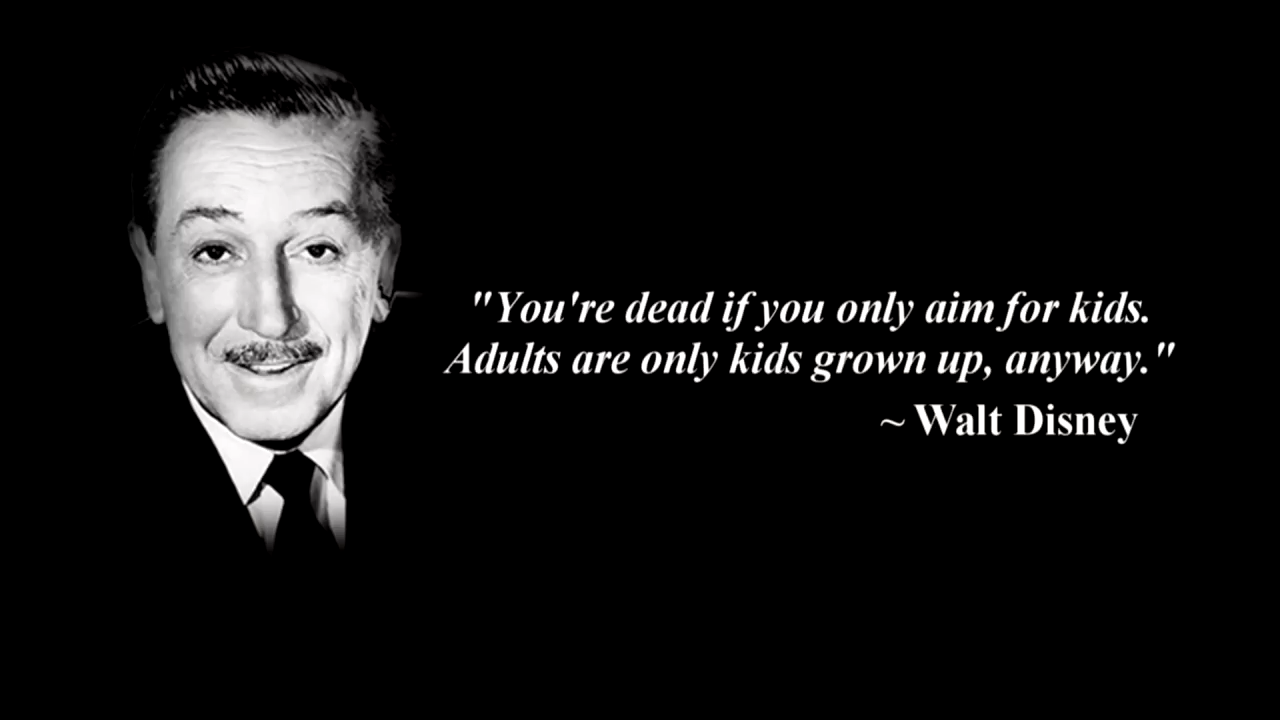 "You're dead if you only aim for kids.
Adults are only kids grown up, anyway."
~ Walt Disney